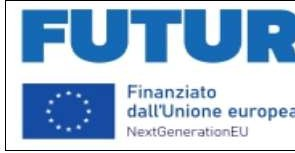 FUTUR
Finanziato
dall'Unione europea
NextGenerationEU